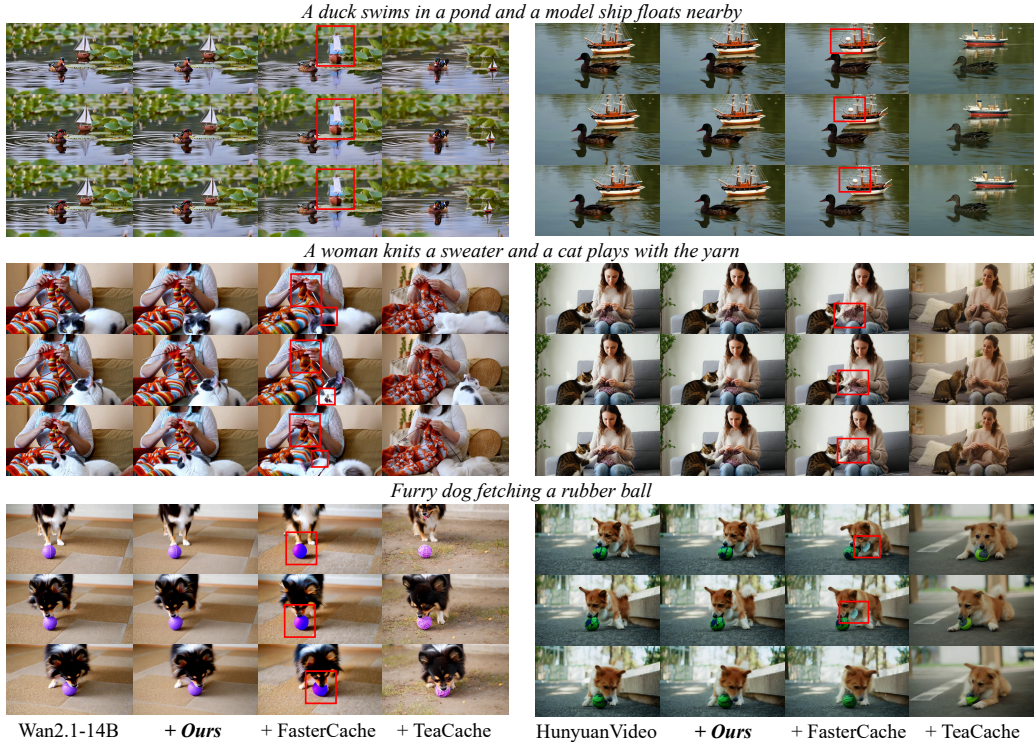 A duck swims in a pond and a model ship floats nearby
A woman knits a sweater and a cat plays with the yarn
Furry dog fetching a rubber ball
Wan2.1-14B + Ours + FasterCache + TeaCache HunyuanVideo + Ours + FasterCache + TeaCache